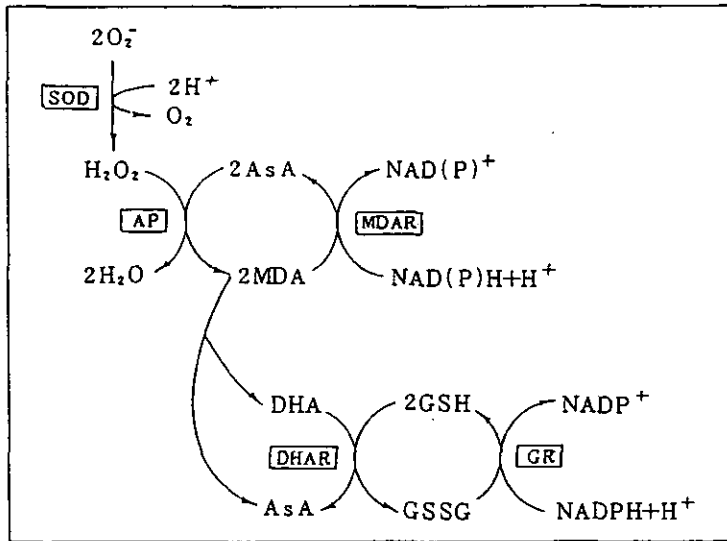 2O₂⁻
SOD
2H⁺
O₂
H₂O₂ 2AsA NAD(P)⁺
AP MDAR
2H₂O 2MDA NAD(P)H+H⁺
DHA 2GSH NADP⁺
DHAR GR
AsA GSSG NADPH+H⁺